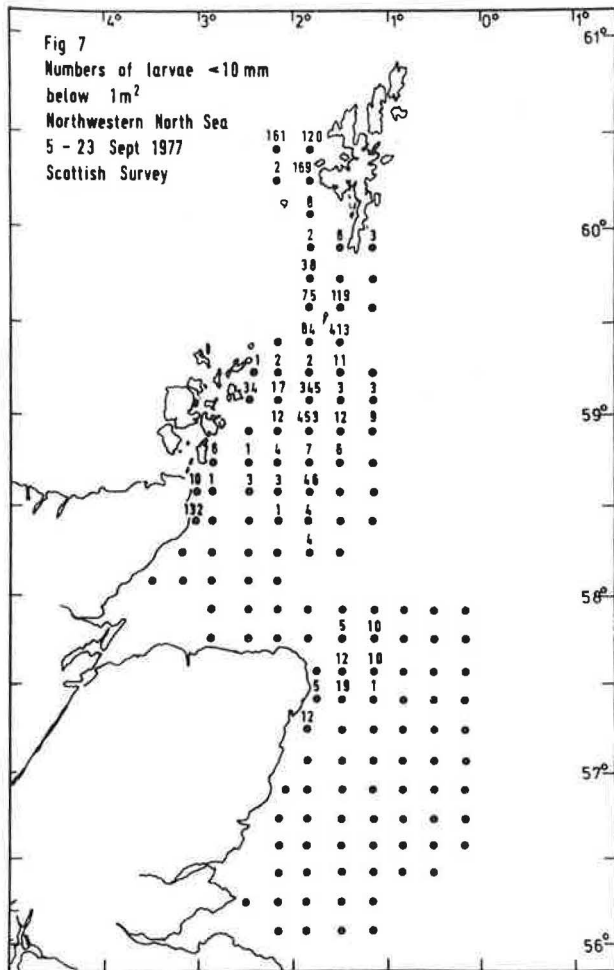 4° 3° 2° 1° 0° 1°
61°
Fig 7
Numbers of larvae <10 mm
below 1m²
Northwestern North Sea
5 - 23 Sept 1977
Scottish Survey
161 120
2 169
8
60°
2 6 3
38
75 119
84 413
1 2 2 11
34 17 345 3 3
59°
12 453 12 9
6 1 4 7 6
10 1 3 3 46
132 1 4
4
58°
5 10
12 10
5 19 1
12
57°
56°